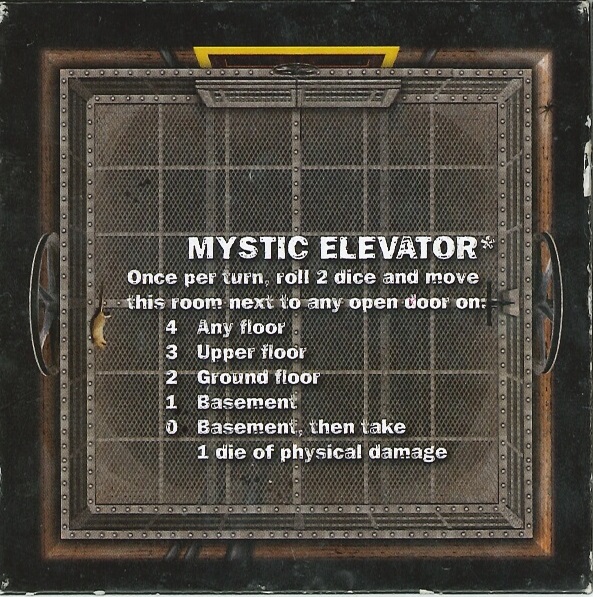 MYSTIC ELEVATOR*
Once per turn, roll 2 dice and move
this room next to any open door on:
4 Any floor
3 Upper floor
2 Ground floor
1 Basement
0 Basement, then take
1 die of physical damage